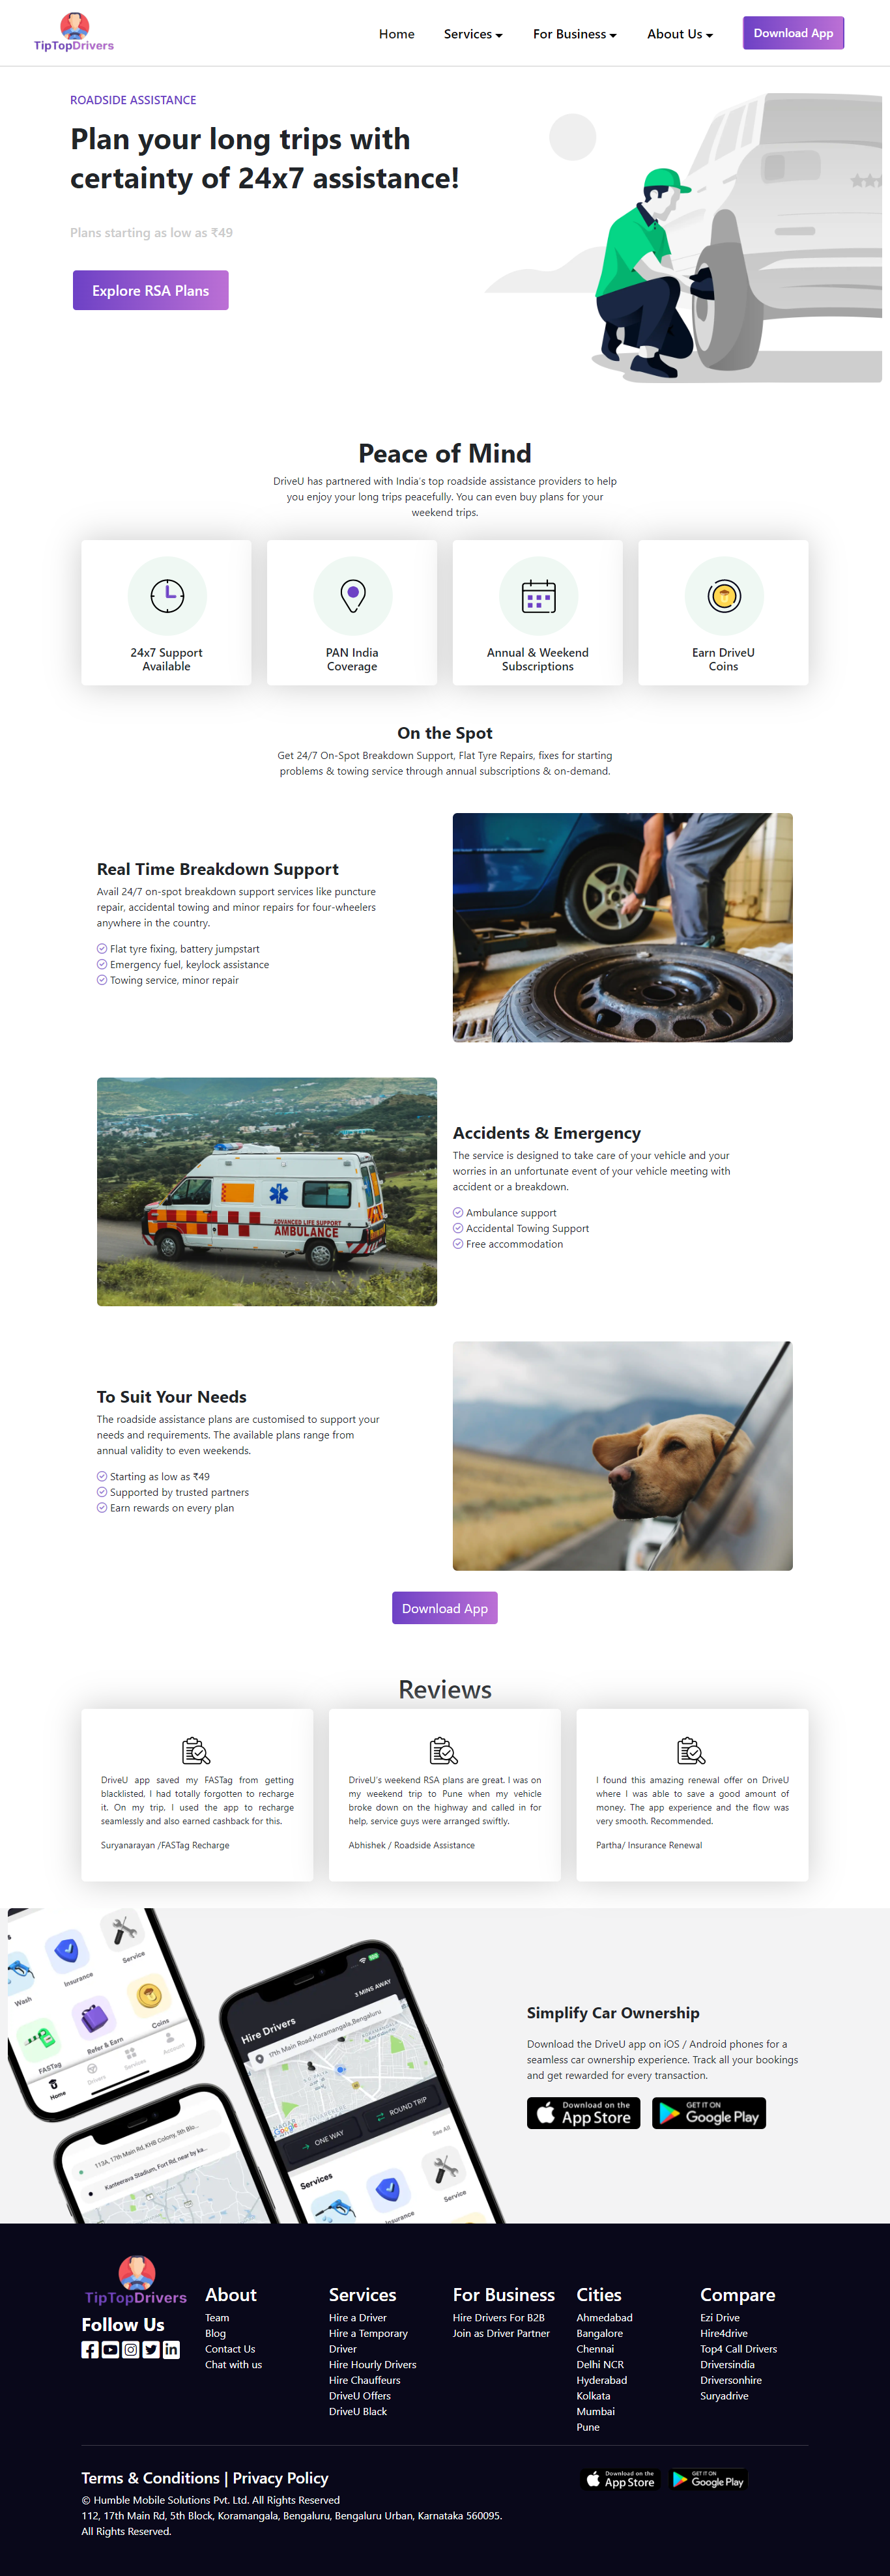 TipTopDrivers
Home
Services
For Business
About Us
Download App
ROADSIDE ASSISTANCE
Plan your long trips with
certainty of 24x7 assistance!
Plans starting as low as ₹49
Explore RSA Plans
Peace of Mind
DriveU has partnered with India's top roadside assistance providers to help
you enjoy your long trips peacefully. You can even buy plans for your
weekend trips.
24x7 Support
Available
PAN India
Coverage
Annual & Weekend
Subscriptions
Earn DriveU
Coins
On the Spot
Get 24/7 On-Spot Breakdown Support, Flat Tyre Repairs, fixes for starting
problems & towing service through annual subscriptions & on-demand.
Real Time Breakdown Support
Avail 24/7 on-spot breakdown support services like puncture
repair, accidental towing and minor repairs for four-wheelers
anywhere in the country.
Flat tyre fixing, battery jumpstart
Emergency fuel, keylock assistance
Towing service, minor repair
ADVANCED LIFE SUPPORT
AMBULANCE
Accidents & Emergency
The service is designed to take care of your vehicle and your
worries in an unfortunate event of your vehicle meeting with
accident or a breakdown.
Ambulance support
Accidental Towing Support
Free accommodation
To Suit Your Needs
The roadside assistance plans are customised to support your
needs and requirements. The available plans range from
annual validity to even weekends.
Starting as low as ₹49
Supported by trusted partners
Earn rewards on every plan
Download App
Reviews
DriveU app saved my FASTag from getting
blacklisted, I had totally forgotten to recharge
it. On my trip, I used the app to recharge
seamlessly and also earned cashback for this.
Suryanarayan /FASTag Recharge
DriveU's weekend RSA plans are great. I was on
my weekend trip to Pune when my vehicle
broke down on the highway and called in for
help, service guys were arranged swiftly.
Abhishek / Roadside Assistance
I found this amazing renewal offer on DriveU
where I was able to save a good amount of
money. The app experience and the flow was
very smooth. Recommended.
Partha/ Insurance Renewal
Wash
Insurance
Service
FASTag
Refer & Earn
Coins
Home
Drivers
Services
Account
113A, 17th Main Rd, KHB Colony, 5th Blo...
Kanteerava Stadium, Fort Rd, near by ka...
3 MINS AWAY
Hire Drivers
17th Main Road,Koramangala,Bengaluru
Google
ONE WAY
ROUND TRIP
See All
Services
Insurance
Service
Simplify Car Ownership
Download the DriveU app on iOS / Android phones for a
seamless car ownership experience. Track all your bookings
and get rewarded for every transaction.
Download on the
App Store
GET IT ON
Google Play
TipTopDrivers
Follow Us
About
Team
Blog
Contact Us
Chat with us
Services
Hire a Driver
Hire a Temporary
Driver
Hire Hourly Drivers
Hire Chauffeurs
DriveU Offers
DriveU Black
For Business
Hire Drivers For B2B
Join as Driver Partner
Cities
Ahmedabad
Bangalore
Chennai
Delhi NCR
Hyderabad
Kolkata
Mumbai
Pune
Compare
Ezi Drive
Hire4drive
Top4 Call Drivers
Driversindia
Driversonhire
Suryadrive
Terms & Conditions | Privacy Policy
© Humble Mobile Solutions Pvt. Ltd. All Rights Reserved
112, 17th Main Rd, 5th Block, Koramangala, Bengaluru, Bengaluru Urban, Karnataka 560095.
All Rights Reserved.
Download on the
App Store
GET IT ON
Google Play